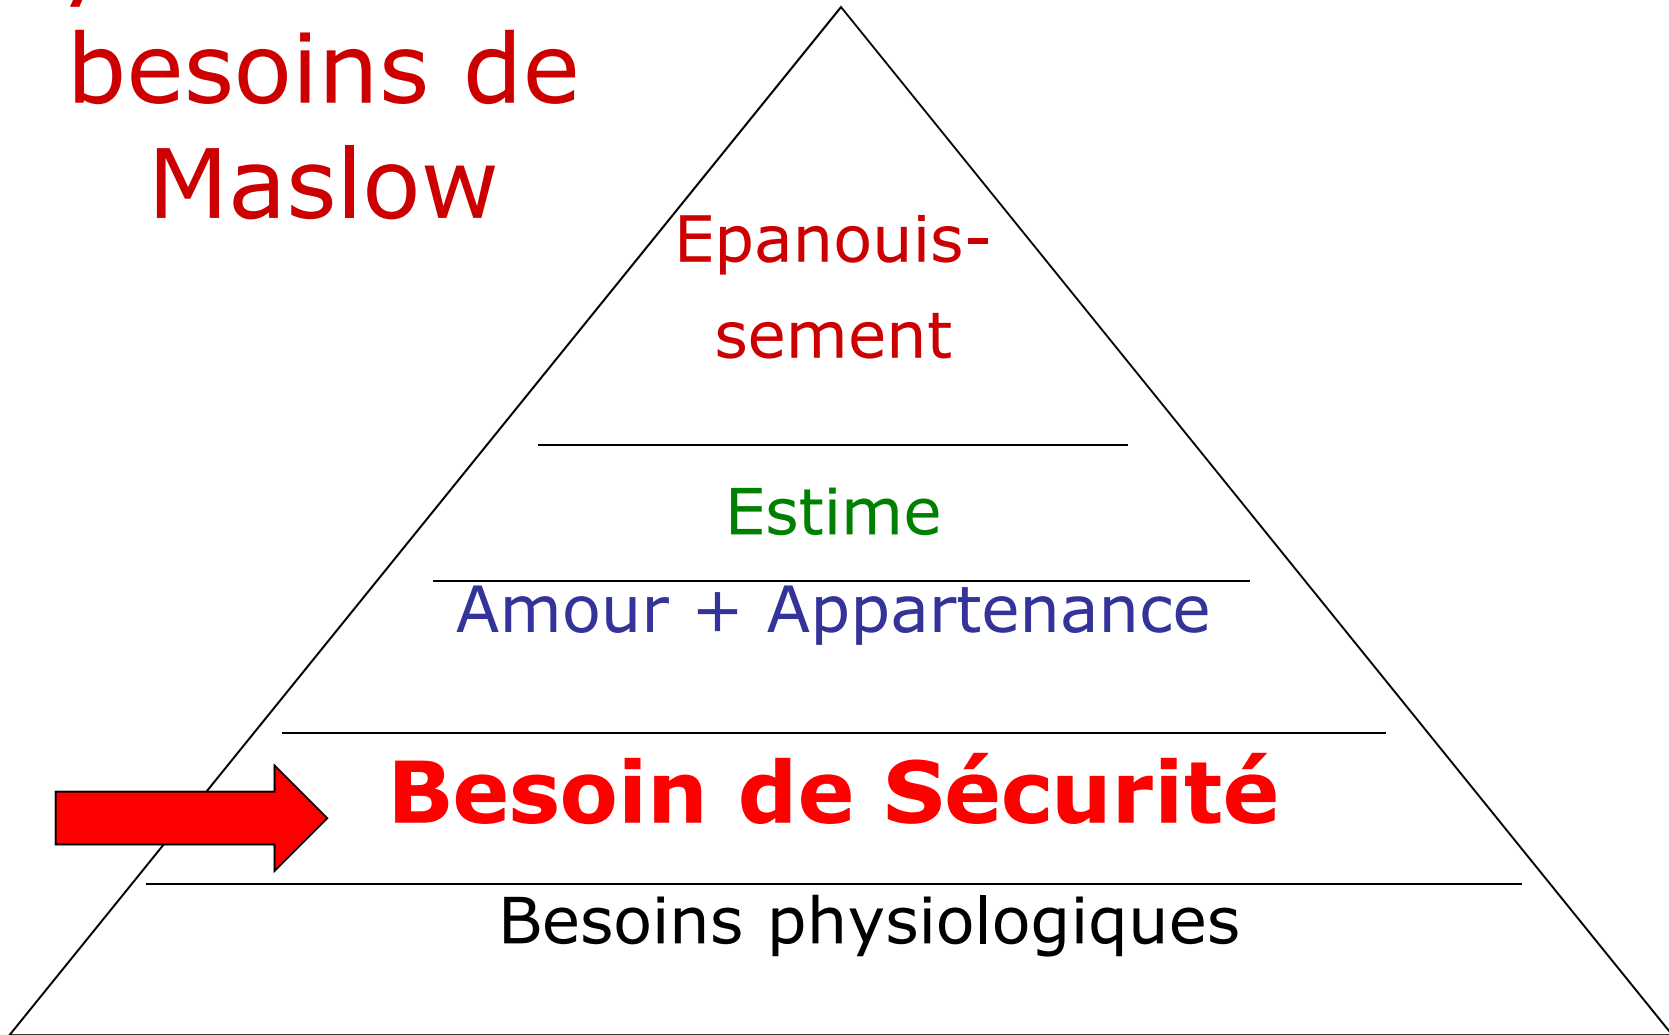 besoins de
Maslow
Epanouis-
sement
Estime
Amour + Appartenance
Besoin de Sécurité
Besoins physiologiques